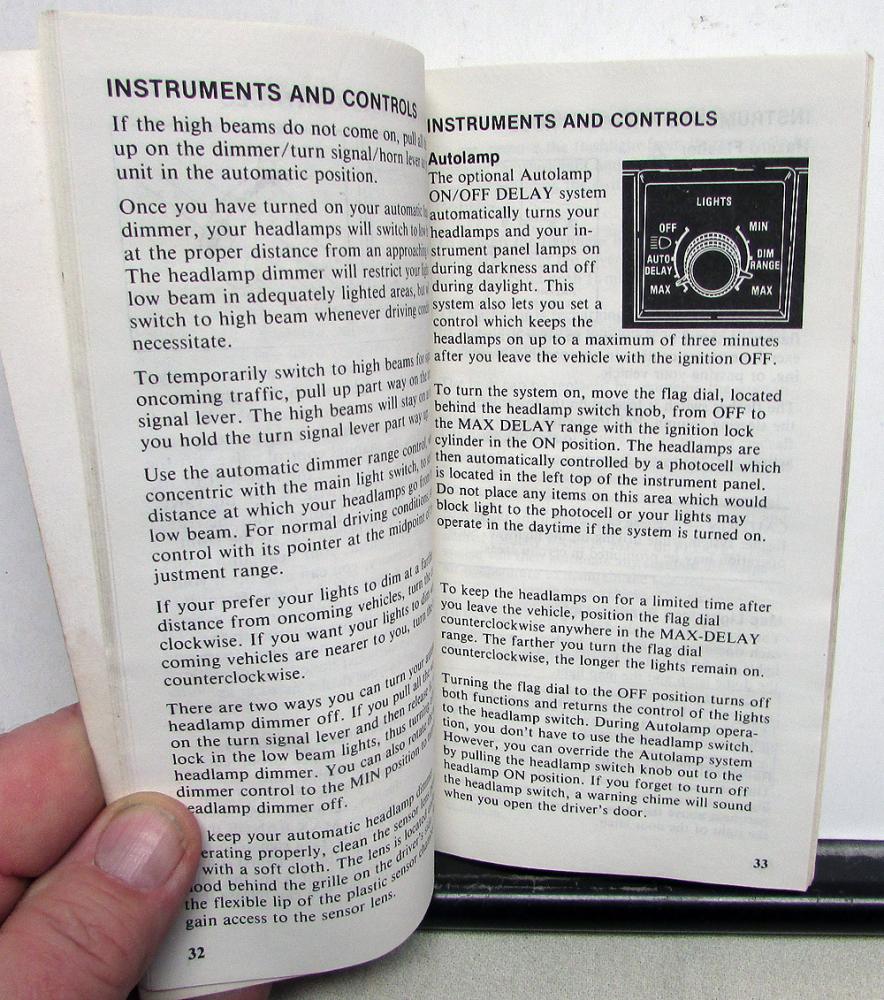 INSTRUMENTS AND CONTROLS
If the high beams do not come on, pull all
up on the dimmer/turn signal/horn lever
unit in the automatic position.
Once you have turned on your automatic
dimmer, your headlamps will switch to low
at the proper distance from an approaching
The headlamp dimmer will restrict your
low beam in adequately lighted areas, but
switch to high beam whenever driving
necessitate.
To temporarily switch to high beams for
oncoming traffic, pull up part way on the
signal lever. The high beams will stay on
you hold the turn signal lever part way up.
Use the automatic dimmer range control,
concentric with the main light switch, to
distance at which your headlamps go from
low beam. For normal driving conditions,
control with its pointer at the midpoint of
justment range.
If your prefer your lights to dim at a farther
distance from oncoming vehicles, turn the
clockwise. If you want your lights to dim
coming vehicles are nearer to you, turn
counterclockwise.
There are two ways you can turn your
headlamp dimmer off. If you pull all the
on the turn signal lever and then release
lock in the low beam lights, thus turning
headlamp dimmer. You can also rotate
dimmer control to the MIN position to
eadlamp dimmer off.
keep your automatic headlamp dimmer
erating properly, clean the sensor lens
with a soft cloth. The lens is located
ood behind the grille on the driver's
the flexible lip of the plastic sensor
gain access to the sensor lens.
32
INSTRUMENTS AND CONTROLS
Autolamp
The optional Autolamp
ON/OFF DELAY system
automatically turns your
headlamps and your in-
strument panel lamps on
during darkness and off
during daylight. This
system also lets you set a
control which keeps the
headlamps on up to a maximum of three minutes
after you leave the vehicle with the ignition OFF.
LIGHTS
OFF
MIN
AUTO
DELAY
DIM
RANGE
MAX
MAX
To turn the system on, move the flag dial, located
behind the headlamp switch knob, from OFF to
the MAX DELAY range with the ignition lock
cylinder in the ON position. The headlamps are
then automatically controlled by a photocell which
is located in the left top of the instrument panel.
Do not place any items on this area which would
block light to the photocell or your lights may
operate in the daytime if the system is turned on.
To keep the headlamps on for a limited time after
you leave the vehicle, position the flag dial
counterclockwise anywhere in the MAX-DELAY
range. The farther you turn the flag dial
counterclockwise, the longer the lights remain on.
Turning the flag dial to the OFF position turns off
both functions and returns the control of the lights
to the headlamp switch. During Autolamp opera-
tion, you don't have to use the headlamp switch.
However, you can override the Autolamp system
by pulling the headlamp switch knob out to the
headlamp ON position. If you forget to turn off
the headlamp switch, a warning chime will sound
when you open the driver's door.
33